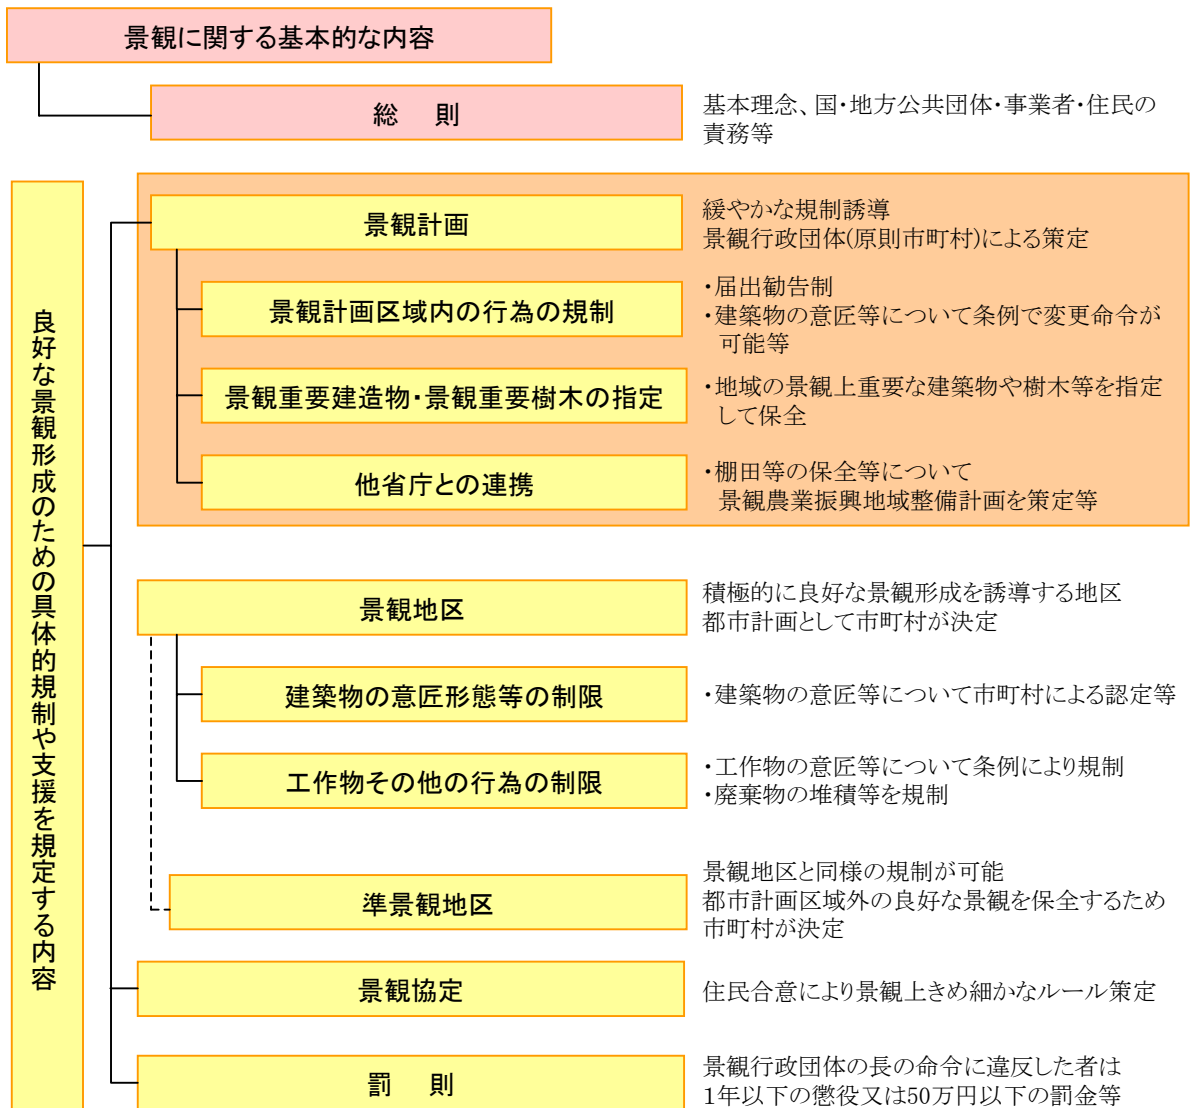 景観に関する基本的な内容
総　則
基本理念、国・地方公共団体・事業者・住民の
責務等
良好な景観形成のための具体的規制や支援を規定する内容
景観計画
緩やかな規制誘導
景観行政団体(原則市町村)による策定
景観計画区域内の行為の規制
・届出勧告制
・建築物の意匠等について条例で変更命令が
可能等
景観重要建造物・景観重要樹木の指定
・地域の景観上重要な建築物や樹木等を指定
して保全
他省庁との連携
・棚田等の保全等について
景観農業振興地域整備計画を策定等
景観地区
積極的に良好な景観形成を誘導する地区
都市計画として市町村が決定
建築物の意匠形態等の制限
・建築物の意匠等について市町村による認定等
工作物その他の行為の制限
・工作物の意匠等について条例により規制
・廃棄物の堆積等を規制
準景観地区
景観地区と同様の規制が可能
都市計画区域外の良好な景観を保全するため
市町村が決定
景観協定
住民合意により景観上きめ細かなルール策定
罰　則
景観行政団体の長の命令に違反した者は
1年以下の懲役又は50万円以下の罰金等